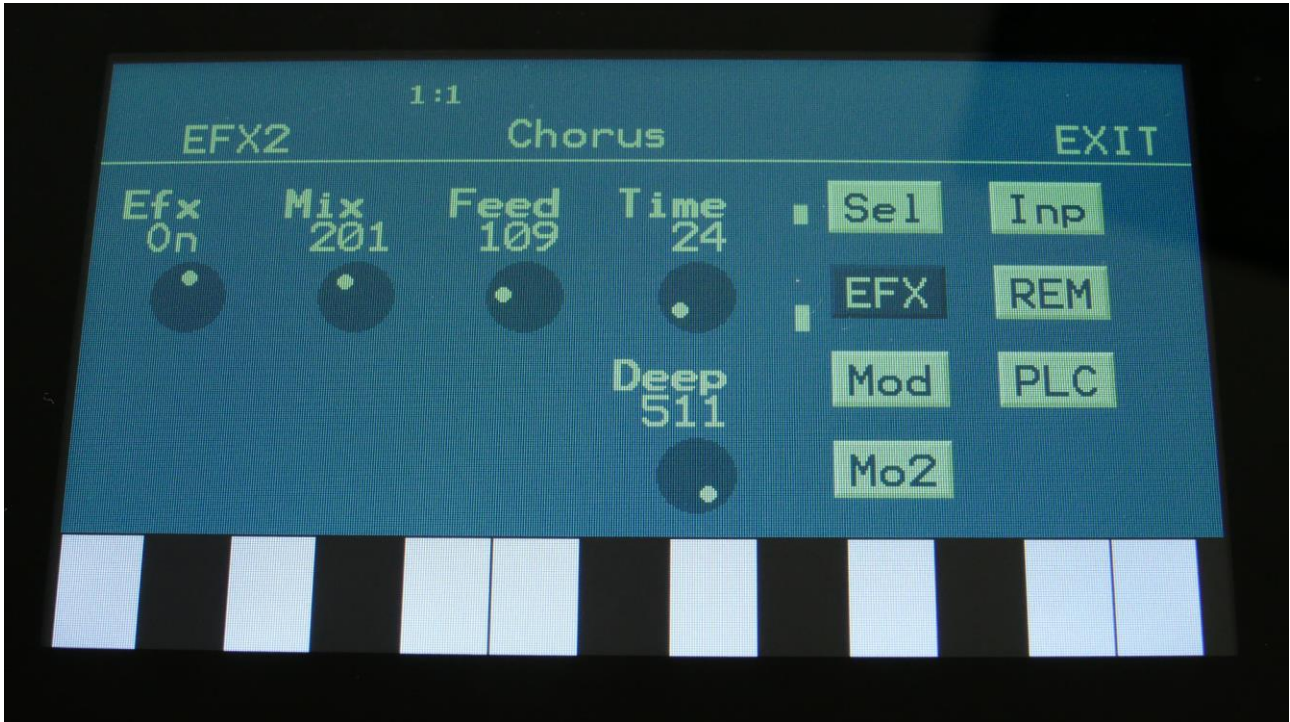 1:1
EFX2 Chorus EXIT
Efx Mix Feed Time Sel Inp
On 201 109 24
EFX REM
Deep Mod PLC
511
Mo2